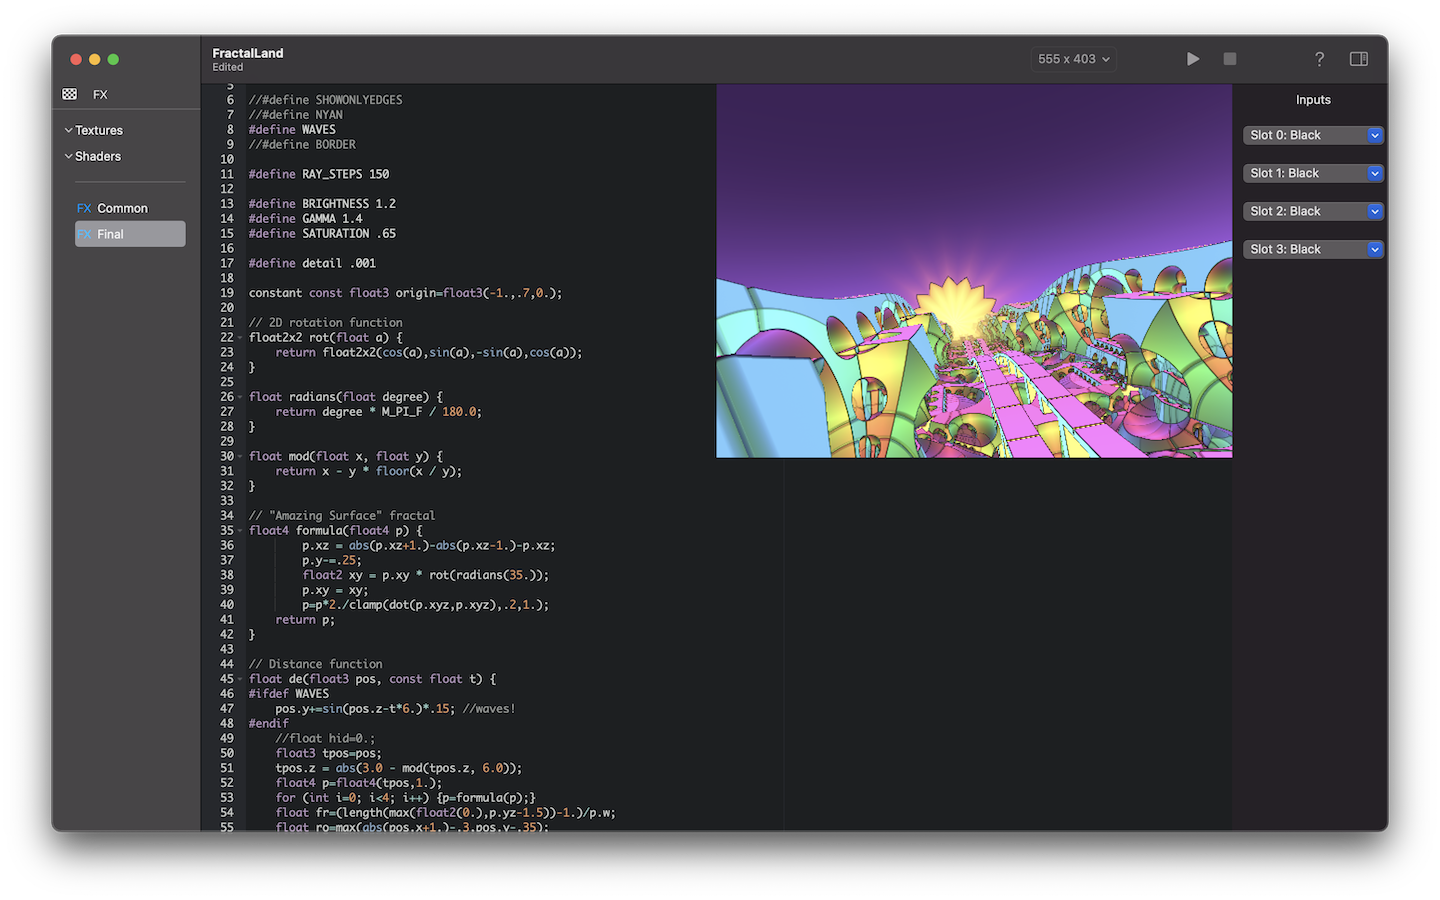 FractalLand
Edited
555 x 403
?
FX
Textures
Shaders
FX Common
FX Final
5
6 //#define SHOWONLYEDGES
7 //#define NYAN
8 #define WAVES
9 //#define BORDER
10
11 #define RAY_STEPS 150
12
13 #define BRIGHTNESS 1.2
14 #define GAMMA 1.4
15 #define SATURATION .65
16
17 #define detail .001
18
19 constant const float3 origin=float3(-1.,.7,0.);
20
21 // 2D rotation function
22 float2x2 rot(float a) {
23 return float2x2(cos(a),sin(a),-sin(a),cos(a));
24 }
25
26 float radians(float degree) {
27 return degree * M_PI_F / 180.0;
28 }
29
30 float mod(float x, float y) {
31 return x - y * floor(x / y);
32 }
33
34 // "Amazing Surface" fractal
35 float4 formula(float4 p) {
36 p.xz = abs(p.xz+1.)-abs(p.xz-1.)-p.xz;
37 p.y-=.25;
38 float2 xy = p.xy * rot(radians(35.));
39 p.xy = xy;
40 p=p*2./clamp(dot(p.xyz,p.xyz),.2,1.);
41 return p;
42 }
43
44 // Distance function
45 float de(float3 pos, const float t) {
46 #ifdef WAVES
47 pos.y+=sin(pos.z-t*6.)*.15; //waves!
48 #endif
49 //float hid=0.;
50 float3 tpos=pos;
51 tpos.z = abs(3.0 - mod(tpos.z, 6.0));
52 float4 p=float4(tpos,1.);
53 for (int i=0; i<4; i++) {p=formula(p);}
54 float fr=(length(max(float2(0.),p.yz-1.5))-1.)/p.w;
55 float ro=max(abs(pos.x+1.)-.3,pos.y-.35);
Inputs
Slot 0: Black
Slot 1: Black
Slot 2: Black
Slot 3: Black